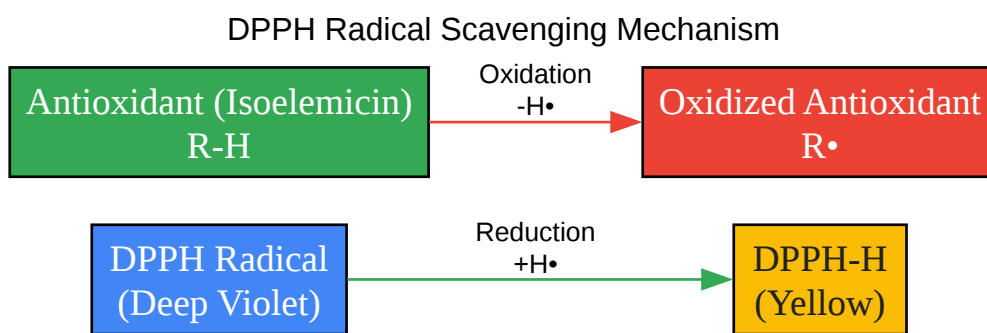 DPPH Radical Scavenging Mechanism
Antioxidant (Isoelemicin)
R-H
Oxidation
-H•
Oxidized Antioxidant
R•
DPPH Radical
(Deep Violet)
Reduction
+H•
DPPH-H
(Yellow)